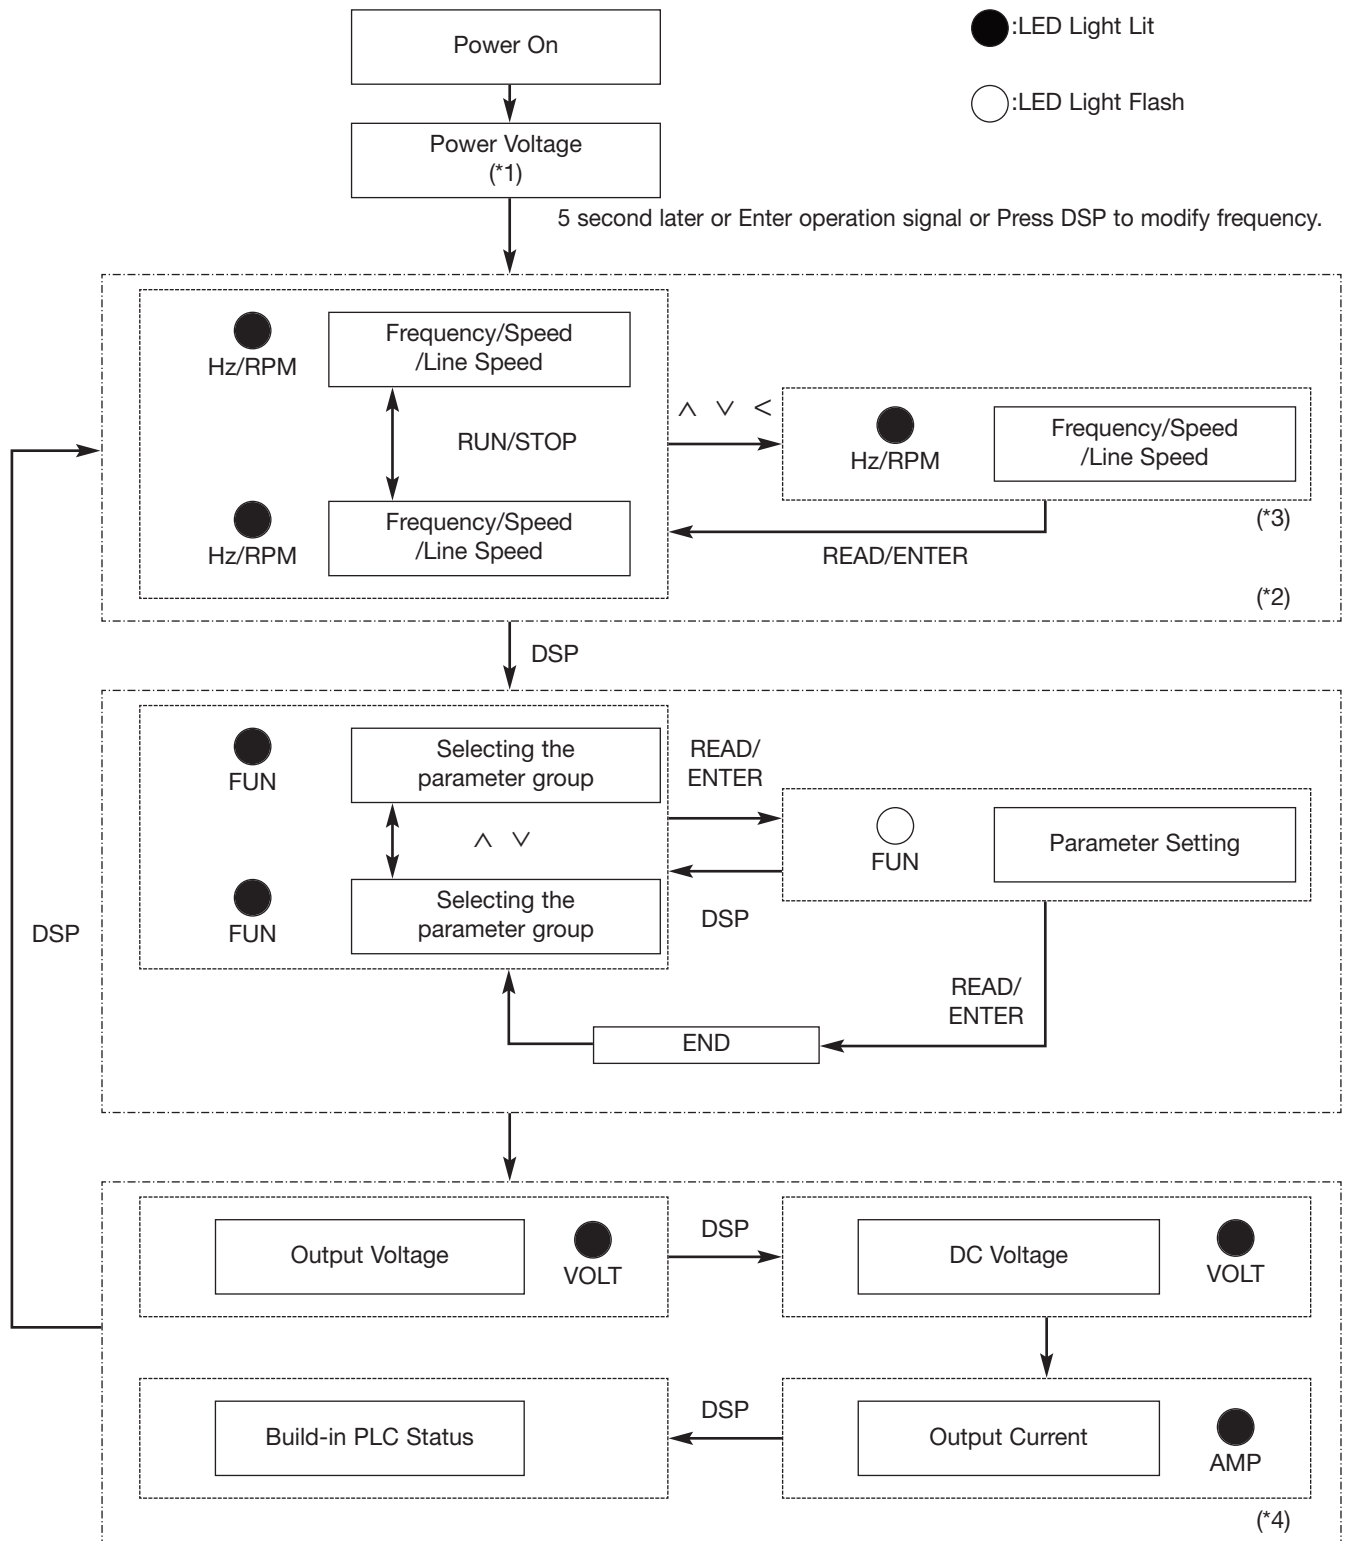 Power On
:LED Light Lit
:LED Light Flash
Power Voltage
(*1)
5 second later or Enter operation signal or Press DSP to modify frequency.
Hz/RPM
Frequency/Speed
/Line Speed
RUN/STOP
∧ ∨ <
Hz/RPM
Frequency/Speed
/Line Speed
(*3)
Hz/RPM
Frequency/Speed
/Line Speed
READ/ENTER
(*2)
DSP
FUN
Selecting the
parameter group
READ/
ENTER
∧ ∨
FUN
Parameter Setting
FUN
Selecting the
parameter group
DSP
DSP
READ/
ENTER
END
Output Voltage
VOLT
DSP
DC Voltage
VOLT
Build-in PLC Status
DSP
Output Current
AMP
(*4)